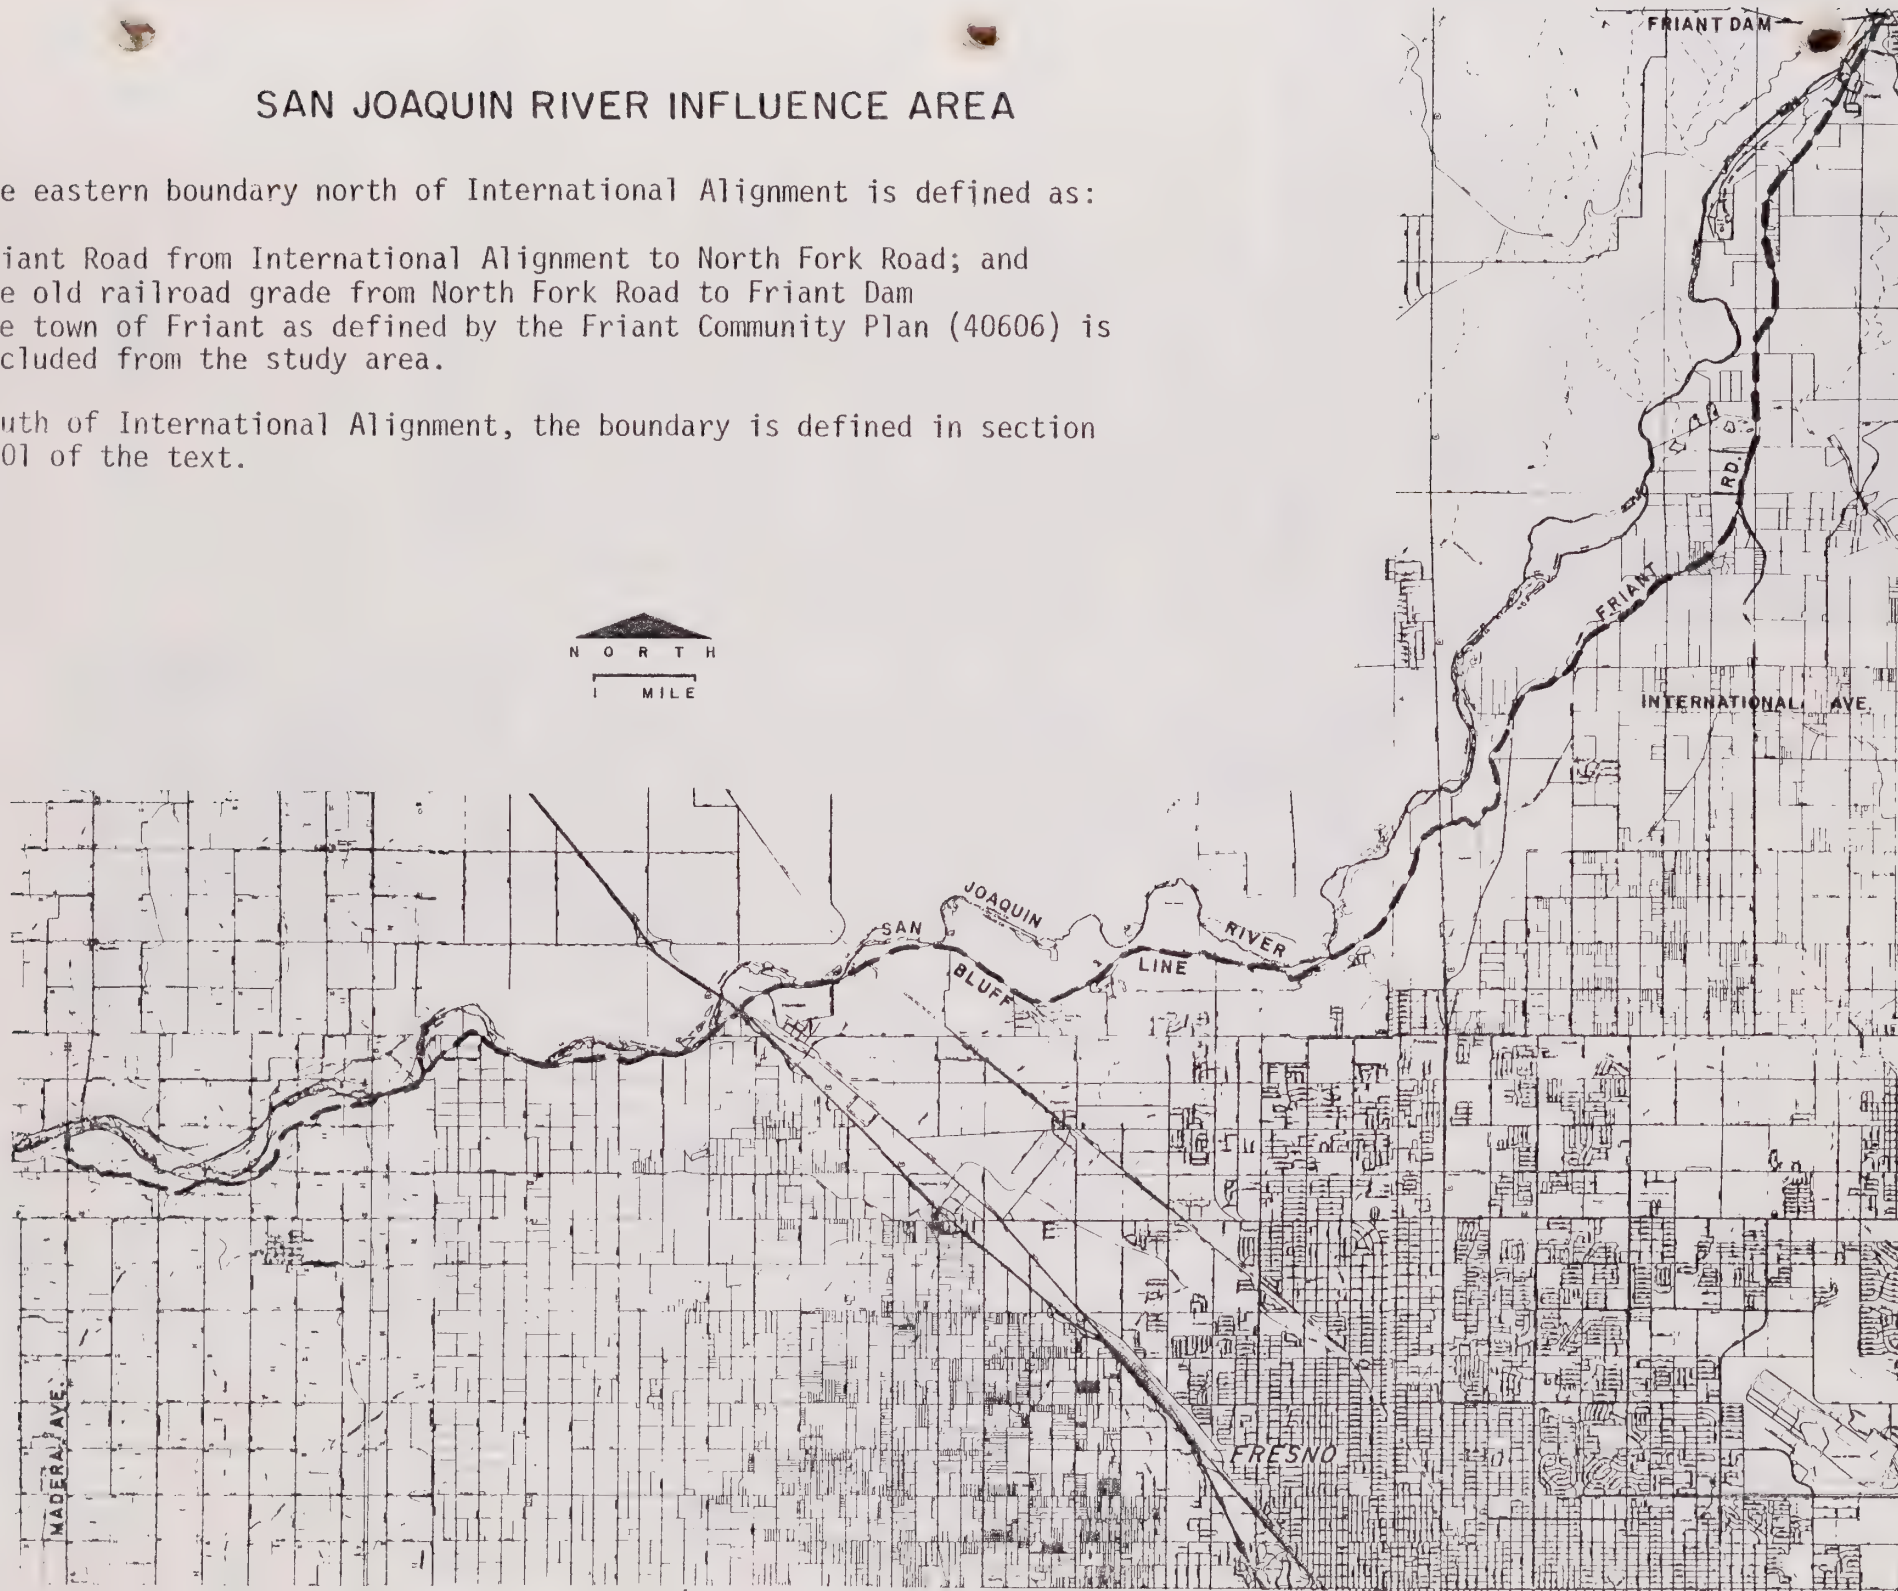 FRIANT DAM
SAN JOAQUIN RIVER INFLUENCE AREA
e eastern boundary north of International Alignment is defined as:
iant Road from International Alignment to North Fork Road; and
e old railroad grade from North Fork Road to Friant Dam
e town of Friant as defined by the Friant Community Plan (40606) is
cluded from the study area.
uth of International Alignment, the boundary is defined in section
01 of the text.
RD.
FRIANT
NORTH
1 MILE
INTERNATIONAL AVE.
SAN JOAQUIN RIVER
BLUFF LINE
MADERA AVE.
FRESNO